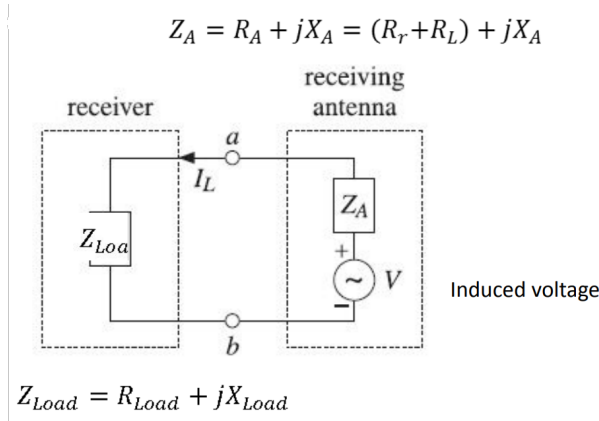 Z_A = R_A + jX_A = (R_r+R_L) + jX_A
receiving
antenna
receiver
a
I_L
Z_A
Z_Loa
+
~
V
−
Induced voltage
b
Z_Load = R_Load + jX_LOAD